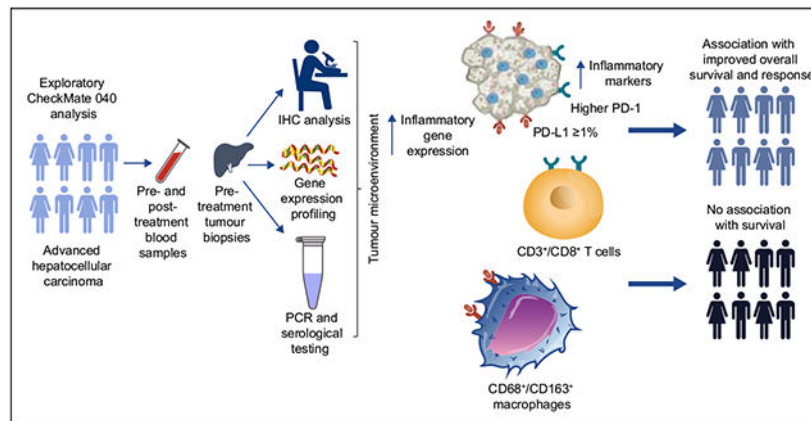 Exploratory
CheckMate 040
analysis
Advanced
hepatocellular
carcinoma
Pre- and
post-
treatment
blood
samples
Pre-
treatment
tumour
biopsies
IHC analysis
Gene
expression
profiling
PCR and
serological
testing
Tumour microenvironment
Inflammatory
gene
expression
Inflammatory
markers
Higher PD-1
PD-L1 ≥1%
CD3⁺/CD8⁺ T cells
CD68⁺/CD163⁺
macrophages
Association with
improved overall
survival and response
No association
with survival